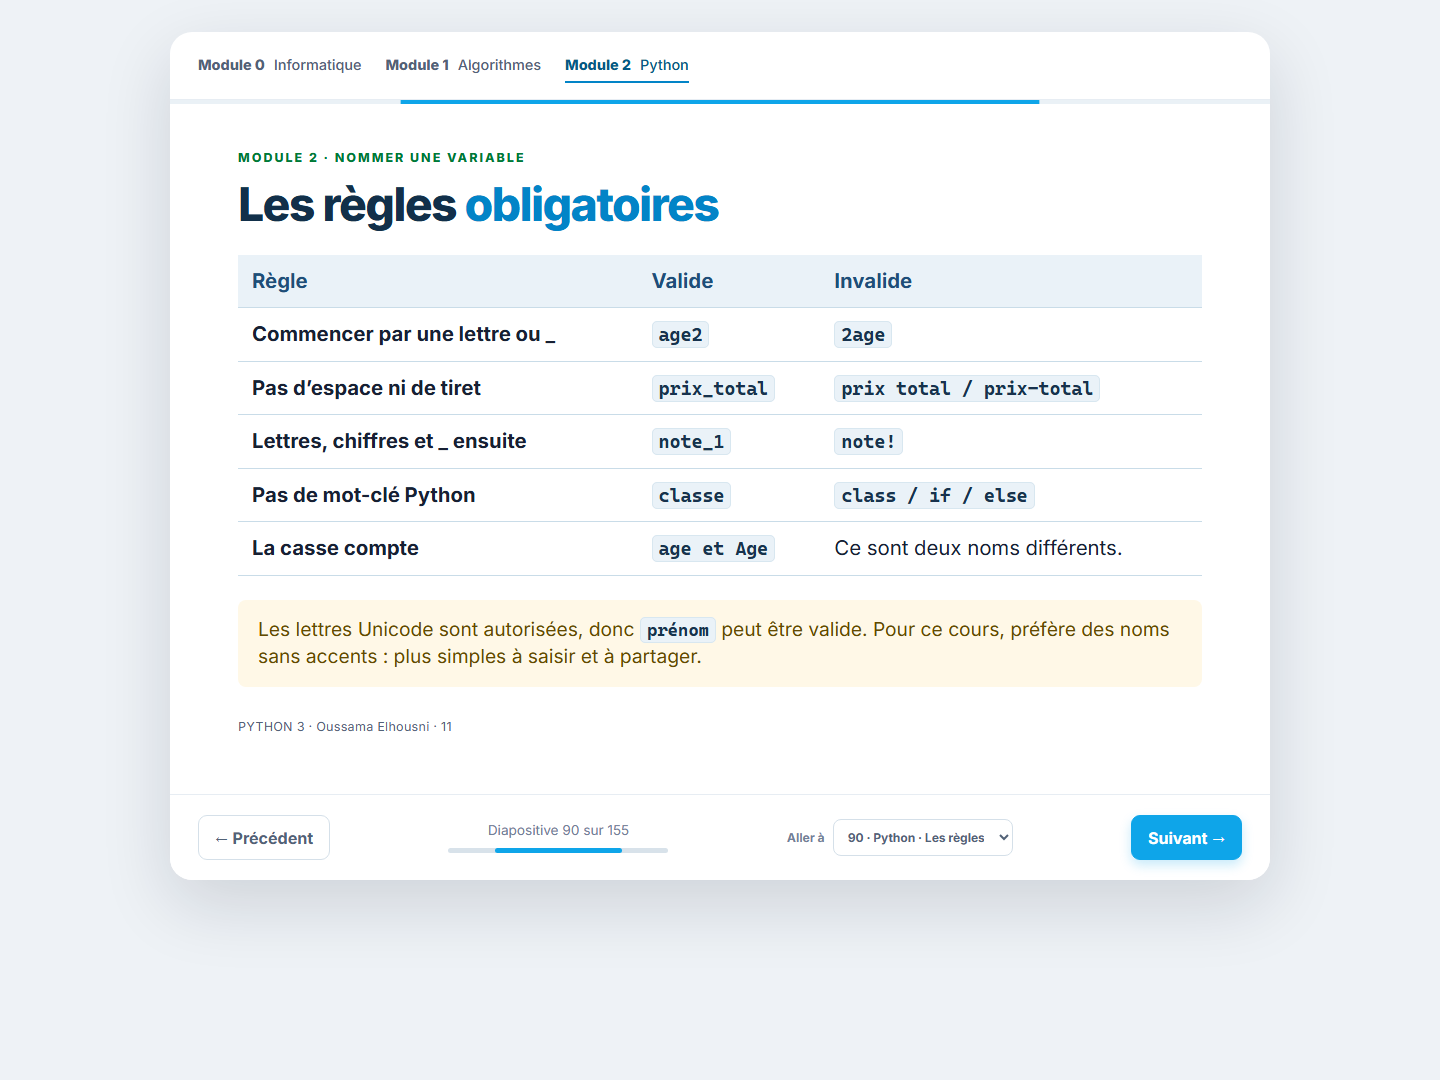 Module 0 Informatique Module 1 Algorithmes Module 2 Python
MODULE 2 · NOMMER UNE VARIABLE
Les règles obligatoires
Règle Valide Invalide
Commencer par une lettre ou _ age2 2age
Pas d’espace ni de tiret prix_total prix total / prix-total
Lettres, chiffres et _ ensuite note_1 note!
Pas de mot-clé Python classe class / if / else
La casse compte age et Age Ce sont deux noms différents.
Les lettres Unicode sont autorisées, donc prénom peut être valide. Pour ce cours, préfère des noms
sans accents : plus simples à saisir et à partager.
PYTHON 3 · Oussama Elhousni · 11
← Précédent Diapositive 90 sur 155 Aller à 90 · Python · Les règles Suivant →